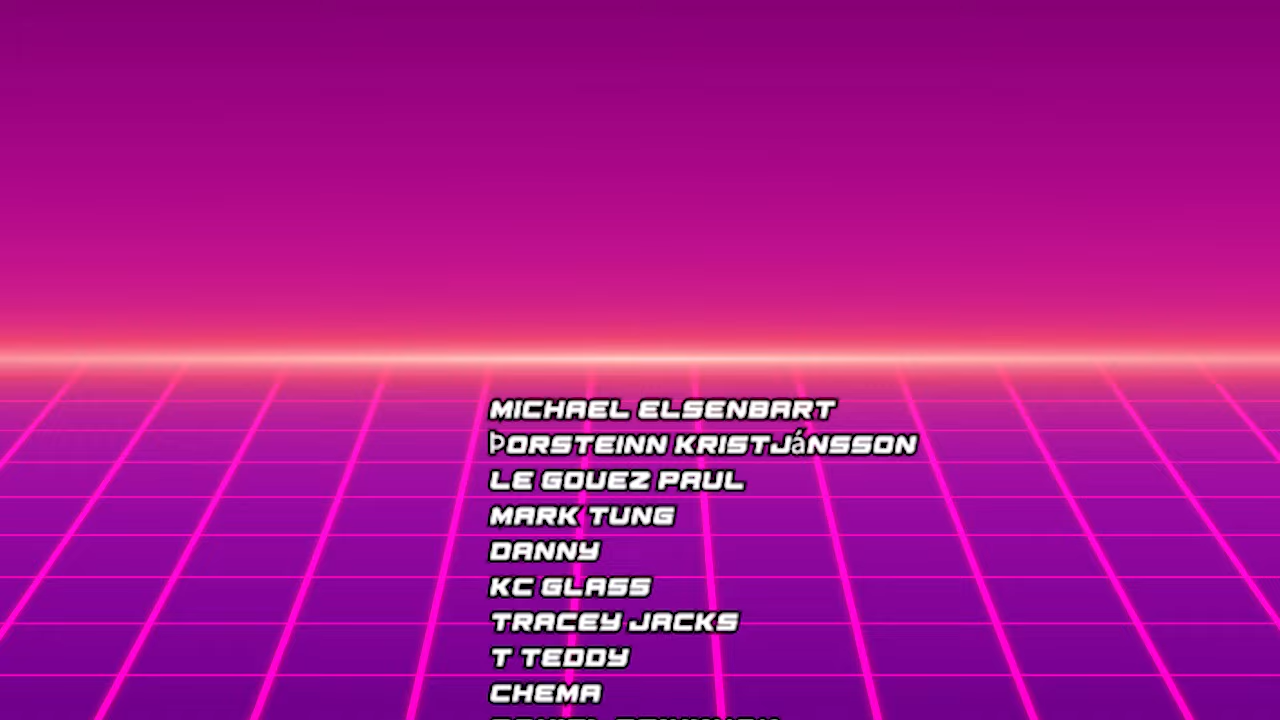 MICHAEL ELSENBART
ÞORSTEINN KRISTJáNSSON
LE GOUEZ PAUL
MARK TUNG
DANNY
KC GLASS
TRACEY JACKS
T TEDDY
CHEMA